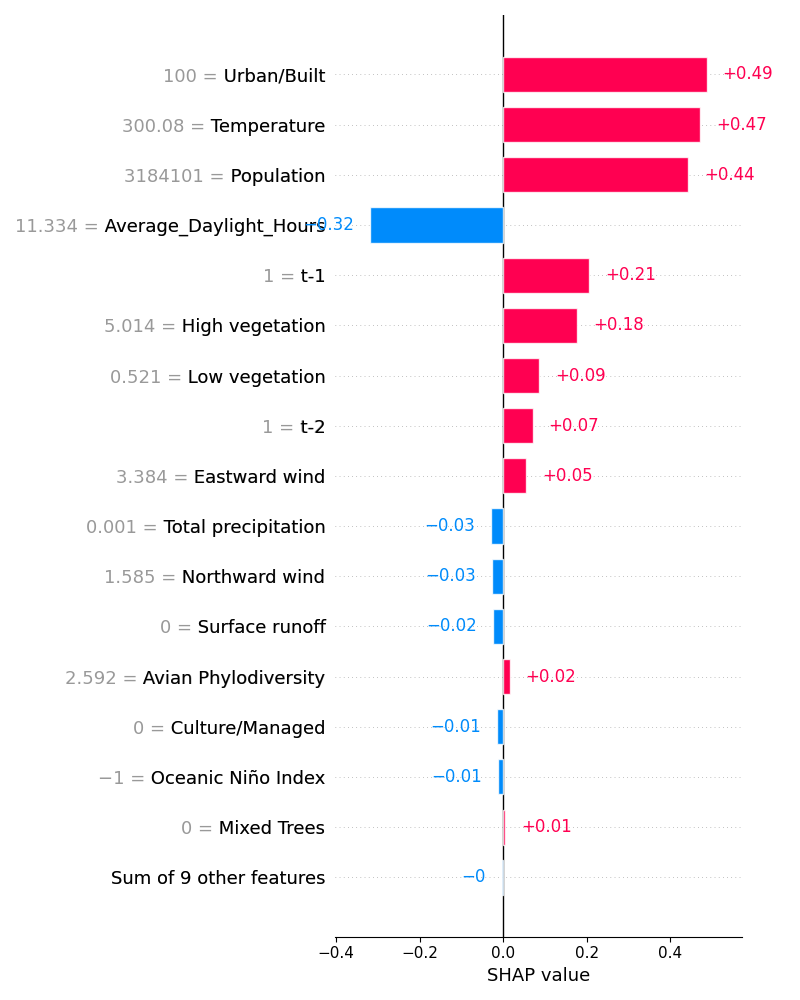 100 = Urban/Built +0.49
300.08 = Temperature +0.47
3184101 = Population +0.44
11.334 = Average_Daylight_Hours −0.32
1 = t-1 +0.21
5.014 = High vegetation +0.18
0.521 = Low vegetation +0.09
1 = t-2 +0.07
3.384 = Eastward wind +0.05
0.001 = Total precipitation −0.03
1.585 = Northward wind −0.03
0 = Surface runoff −0.02
2.592 = Avian Phylodiversity +0.02
0 = Culture/Managed −0.01
−1 = Oceanic Niño Index −0.01
0 = Mixed Trees +0.01
Sum of 9 other features −0
−0.4 −0.2 0.0 0.2 0.4
SHAP value